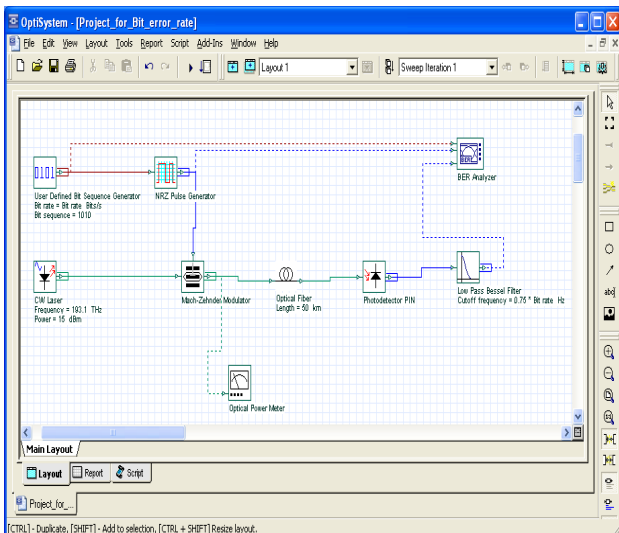 OptiSystem - [Project_for_Bit_error_rate]
File Edit View Layout Tools Report Script Add-Ins Window Help
Layout 1 Sweep Iteration 1
0101
BER
BER Analyzer
User Defined Bit Sequence Generator
Bit rate = Bit rate Bits/s
Bit sequence = 1010
NRZ Pulse Generator
CW Laser
Frequency = 193.1 THz
Power = 15 dBm
Mach-Zehnder Modulator
Optical Fiber
Length = 50 km
Photodetector PIN
Low Pass Bessel Filter
Cutoff frequency = 0.75 * Bit rate Hz
Optical Power Meter
abc
Main Layout
Layout Report Script
Project_for_...
[CTRL] - Duplicate, [SHIFT] - Add to selection, [CTRL + SHIFT] Resize layout.